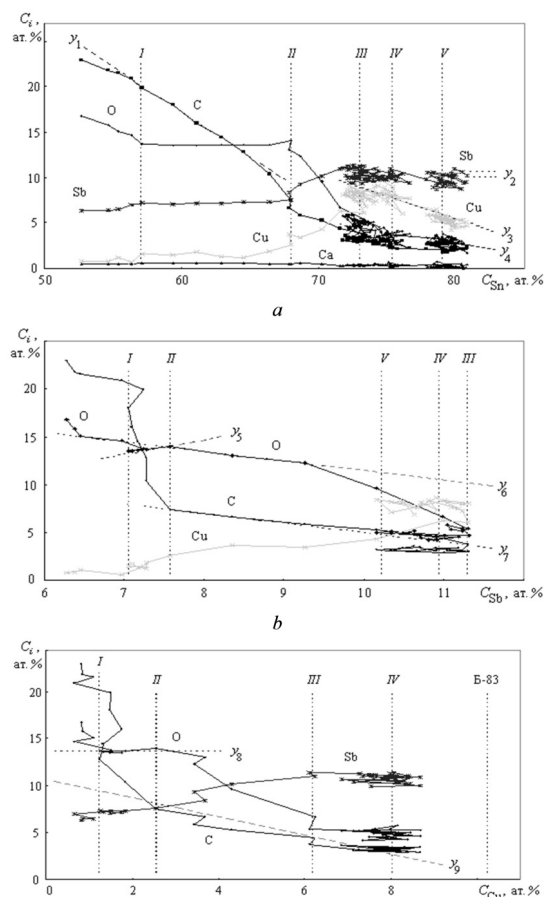 C_i,
ат.%
y_1
I
II
III
IV
V
20
C
O
15
Sb
10
y_2
Sb
Cu
5
Cu
y_3
Ca
y_4
0
50
60
70
80
C_Sn, ат.%
a
C_i,
ат.%
I
II
V
IV
III
20
O
15
y_5
O
10
y_6
C
5
Cu
y_7
0
6
7
8
9
10
11
C_Sb, ат.%
b
C_i,
ат.%
I
II
III
IV
Б-83
20
15
O
y_8
Sb
10
5
C
y_9
0
0
2
4
6
8